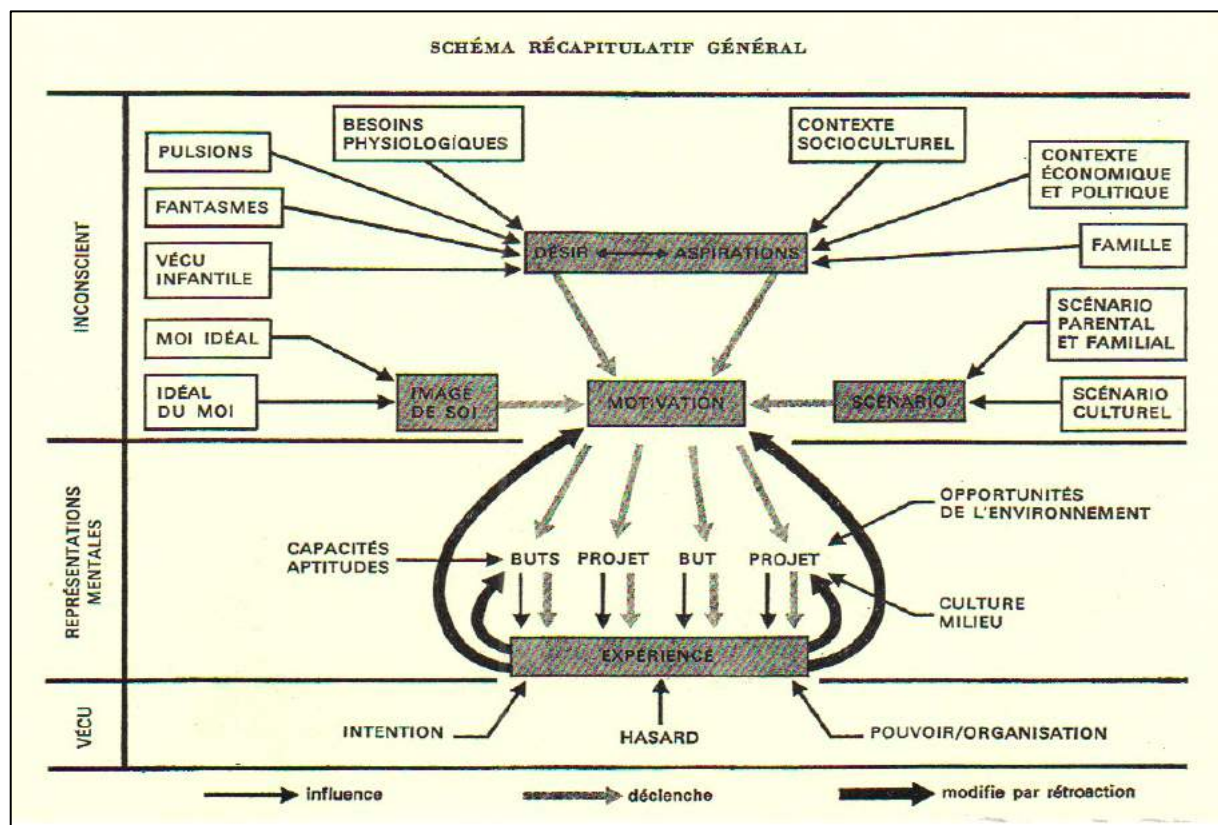 SCHÉMA RÉCAPITULATIF GÉNÉRAL
INCONSCIENT
PULSIONS
FANTASMES
VÉCU
INFANTILE
MOI IDÉAL
IDÉAL
DU MOI
BESOINS
PHYSIOLOGIQUES
CONTEXTE
SOCIOCULTUREL
CONTEXTE
ÉCONOMIQUE
ET POLITIQUE
FAMILLE
SCÉNARIO
PARENTAL
ET FAMILIAL
SCÉNARIO
CULTUREL
DÉSIR
ASPIRATIONS
IMAGE
DE SOI
MOTIVATION
SCÉNARIO
REPRÉSENTATIONS
MENTALES
CAPACITÉS
APTITUDES
BUTS
PROJET
BUT
PROJET
OPPORTUNITÉS
DE L'ENVIRONNEMENT
CULTURE
MILIEU
EXPÉRIENCE
VÉCU
INTENTION
HASARD
POUVOIR/ORGANISATION
influence
déclenche
modifie par rétroaction